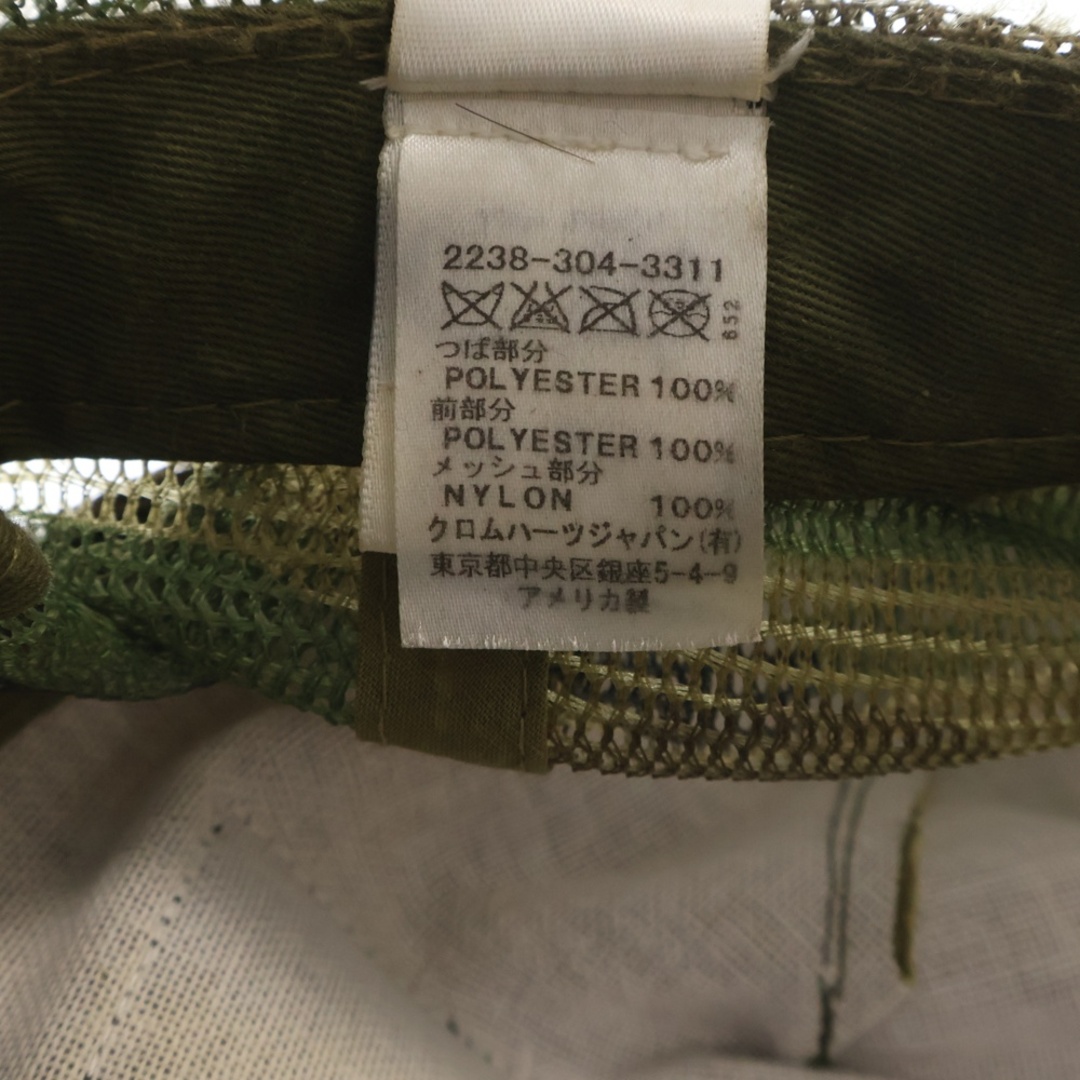 2238-304-3311
652
つば部分
POLYESTER 100%
前部分
POLYESTER 100%
メッシュ部分
NYLON 100%
クロムハーツジャパン(有)
東京都中央区銀座5-4-9
アメリカ製